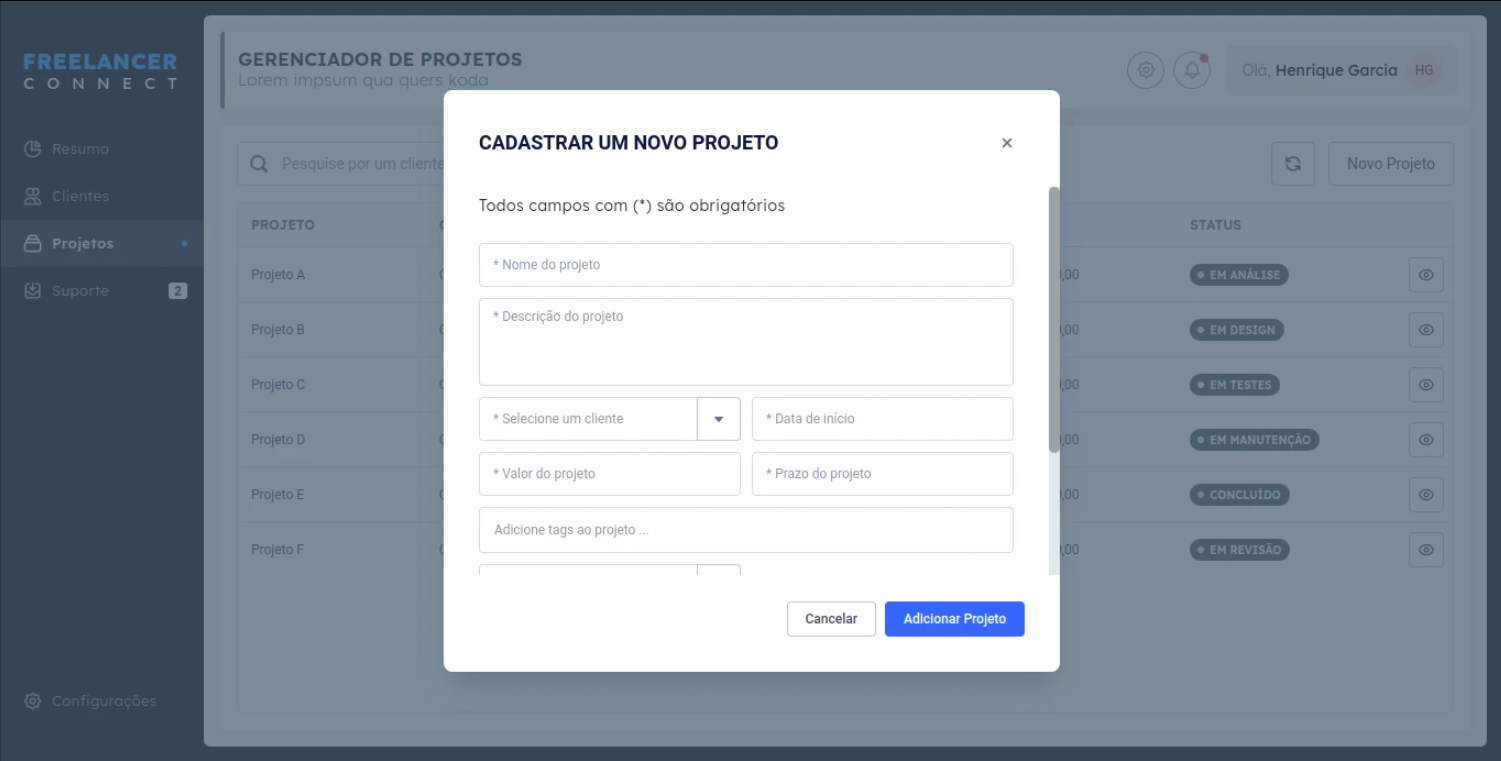 FREELANCER
CONNECT
Resumo
Clientes
Projetos
Suporte 2
Configurações
GERENCIADOR DE PROJETOS
Lorem impsum qua quers koda
Olá, Henrique Garcia HG
Pesquise por um cliente
Novo Projeto
PROJETO STATUS
Projeto A ,00 EM ANÁLISE
Projeto B ,00 EM DESIGN
Projeto C ,00 EM TESTES
Projeto D ,00 EM MANUTENÇÃO
Projeto E ,00 CONCLUÍDO
Projeto F ,00 EM REVISÃO
CADASTRAR UM NOVO PROJETO
Todos campos com (*) são obrigatórios
* Nome do projeto
* Descrição do projeto
* Selecione um cliente * Data de início
* Valor do projeto * Prazo do projeto
Adicione tags ao projeto ...
Cancelar Adicionar Projeto